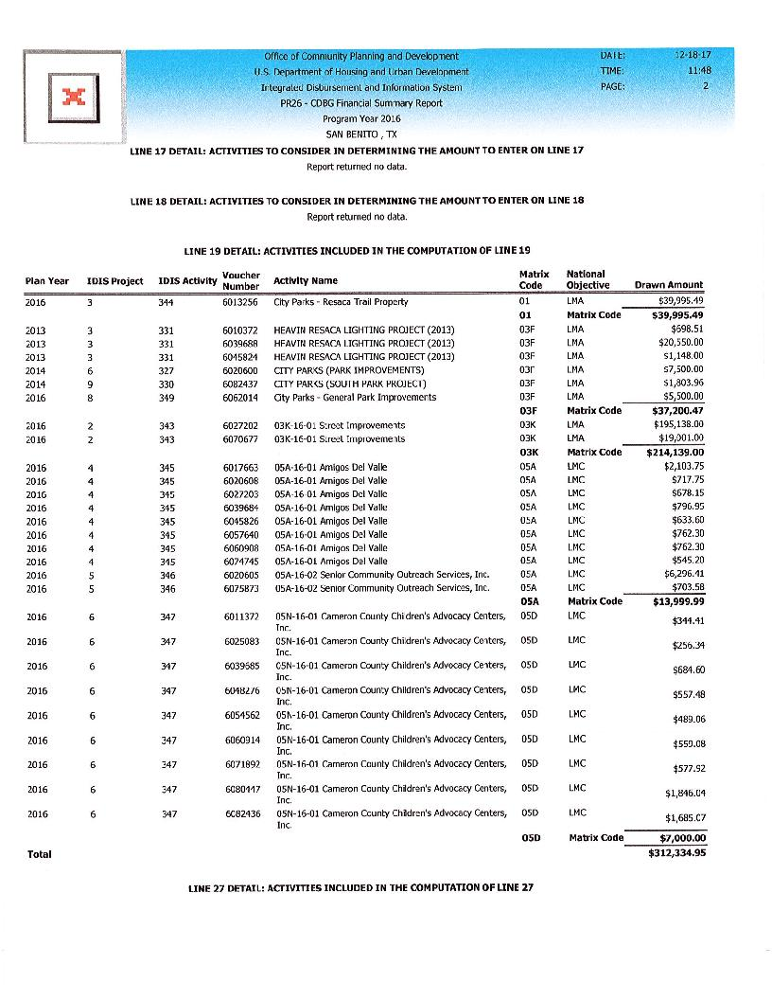 Office of Community Planning and Development DATE: 12-18-17
U.S. Department of Housing and Urban Development TIME: 11:48
Integrated Disbursement and Information System PAGE: 2
PR26 - CDBG Financial Summary Report
Program Year 2016
SAN BENITO , TX
LINE 17 DETAIL: ACTIVITIES TO CONSIDER IN DETERMINING THE AMOUNT TO ENTER ON LINE 17
Report returned no data.
LINE 18 DETAIL: ACTIVITIES TO CONSIDER IN DETERMINING THE AMOUNT TO ENTER ON LINE 18
Report returned no data.
LINE 19 DETAIL: ACTIVITIES INCLUDED IN THE COMPUTATION OF LINE 19
Plan Year IDIS Project IDIS Activity Voucher Number Activity Name Matrix Code National Objective Drawn Amount
2016 3 344 6013256 City Parks - Resaca Trail Property 01 LMA $39,995.49
01 Matrix Code $39,995.49
2013 3 331 6010372 HEAVIN RESACA LIGHTING PROJECT (2013) 03F LMA $698.51
2013 3 331 6039688 HEAVIN RESACA LIGHTING PROJECT (2013) 03F LMA $20,550.00
2013 3 331 6045824 HEAVIN RESACA LIGHTING PROJECT (2013) 03F LMA $1,148.00
2014 6 327 6020600 CITY PARKS (PARK IMPROVEMENTS) 03F LMA $7,500.00
2014 9 330 6082437 CITY PARKS (SOUTH PARK PROJECT) 03F LMA $1,803.96
2016 8 349 6062014 City Parks - General Park Improvements 03F LMA $5,500.00
03F Matrix Code $37,200.47
2016 2 343 6027202 03K-16-01 Street Improvements 03K LMA $195,138.00
2016 2 343 6070677 03K-16-01 Street Improvements 03K LMA $19,001.00
03K Matrix Code $214,139.00
2016 4 345 6017663 05A-16-01 Amigos Del Valle 05A LMC $2,103.75
2016 4 345 6020608 05A-16-01 Amigos Del Valle 05A LMC $717.75
2016 4 345 6027203 05A-16-01 Amigos Del Valle 05A LMC $678.15
2016 4 345 6039684 05A-16-01 Amigos Del Valle 05A LMC $796.95
2016 4 345 6045826 05A-16-01 Amigos Del Valle 05A LMC $633.60
2016 4 345 6057640 05A-16-01 Amigos Del Valle 05A LMC $762.30
2016 4 345 6060908 05A-16-01 Amigos Del Valle 05A LMC $762.30
2016 4 345 6074745 05A-16-01 Amigos Del Valle 05A LMC $545.20
2016 5 346 6020605 05A-16-02 Senior Community Outreach Services, Inc. 05A LMC $6,296.41
2016 5 346 6075873 05A-16-02 Senior Community Outreach Services, Inc. 05A LMC $703.58
05A Matrix Code $13,999.99
2016 6 347 6011372 05N-16-01 Cameron County Children's Advocacy Centers, 05D LMC $344.41
Inc.
2016 6 347 6025083 05N-16-01 Cameron County Children's Advocacy Centers, 05D LMC $256.34
Inc.
2016 6 347 6039685 05N-16-01 Cameron County Children's Advocacy Centers, 05D LMC $684.60
Inc.
2016 6 347 6048276 05N-16-01 Cameron County Children's Advocacy Centers, 05D LMC $557.48
Inc.
2016 6 347 6054562 05N-16-01 Cameron County Children's Advocacy Centers, 05D LMC $489.06
Inc.
2016 6 347 6060914 05N-16-01 Cameron County Children's Advocacy Centers, 05D LMC $559.08
Inc.
2016 6 347 6071892 05N-16-01 Cameron County Children's Advocacy Centers, 05D LMC $577.92
Inc.
2016 6 347 6080447 05N-16-01 Cameron County Children's Advocacy Centers, 05D LMC $1,846.04
Inc.
2016 6 347 6082436 05N-16-01 Cameron County Children's Advocacy Centers, 05D LMC $1,685.07
Inc.
05D Matrix Code $7,000.00
Total $312,334.95
LINE 27 DETAIL: ACTIVITIES INCLUDED IN THE COMPUTATION OF LINE 27